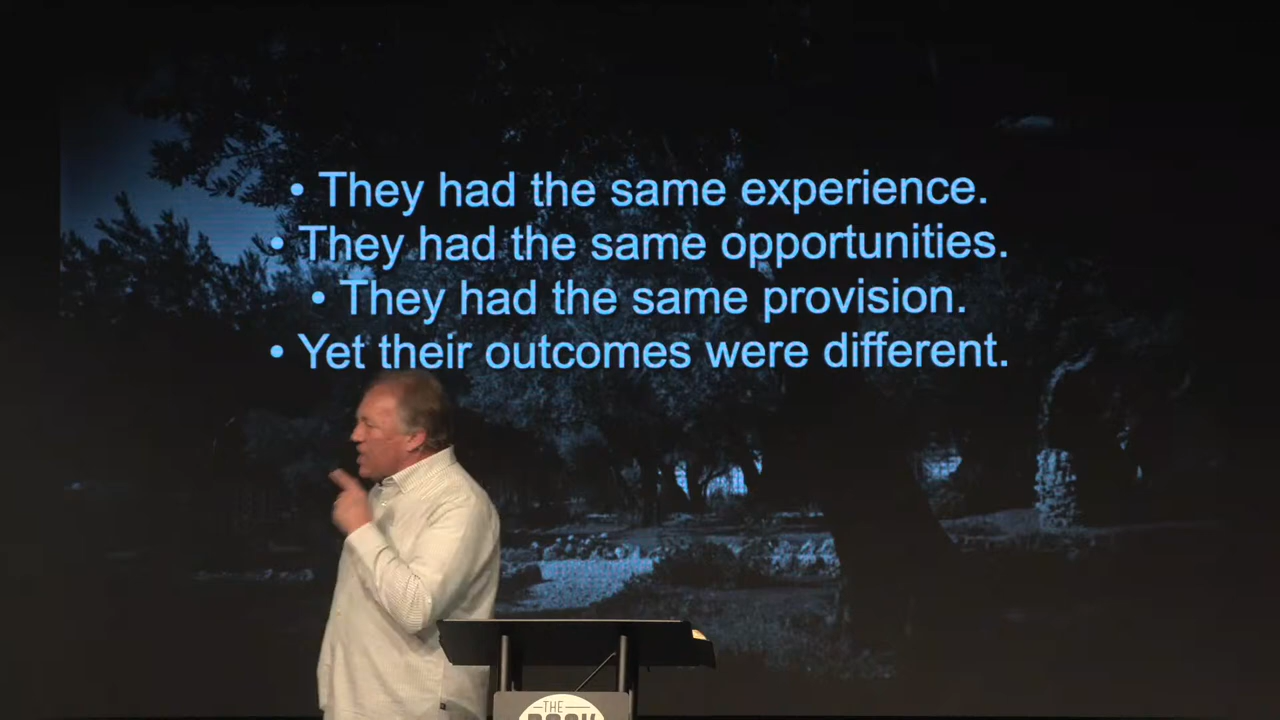 • They had the same experience.
• They had the same opportunities.
• They had the same provision.
• Yet their outcomes were different.
THE